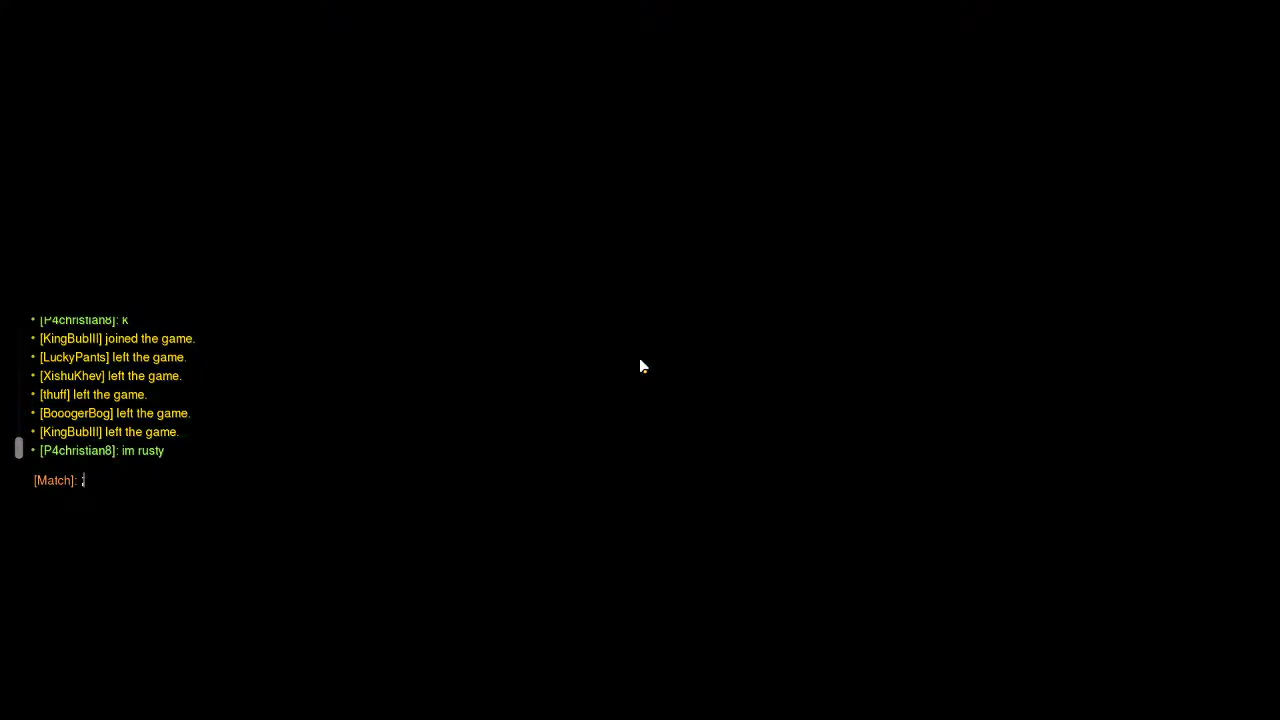 • [P4christian8]: k
• [KingBubIII] joined the game.
• [LuckyPants] left the game.
• [XishuKhev] left the game.
• [thuff] left the game.
• [BooogerBog] left the game.
• [KingBubIII] left the game.
• [P4christian8]: im rusty
[Match]: ;